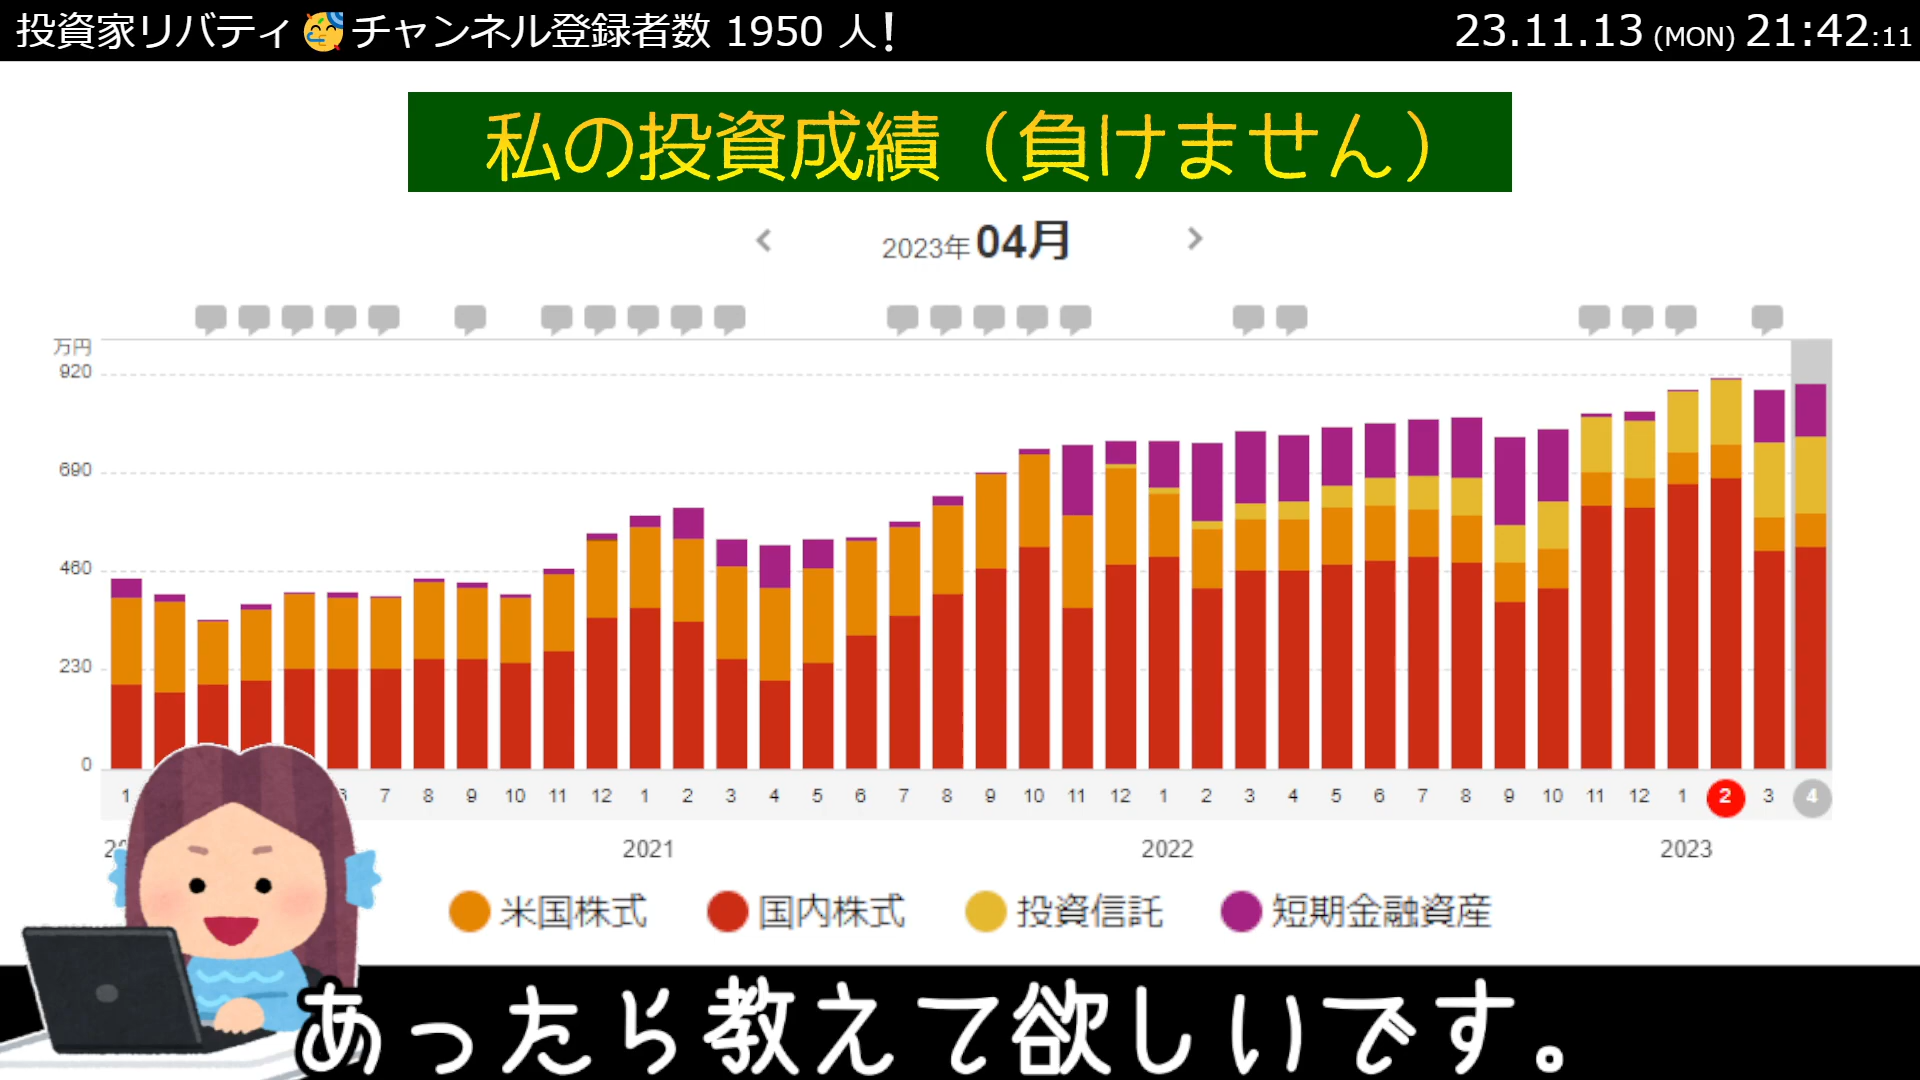 投資家リバティ🥳チャンネル登録者数 1950 人!
23.11.13 (MON) 21:42:11
私の投資成績（負けません）
2023年 04月
万円
920
690
460
230
0
1 7 8 9 10 11 12 1 2 3 4 5 6 7 8 9 10 11 12 1 2 3 4 5 6 7 8 9 10 11 12 1 2 3 4
2021 2022 2023
米国株式 国内株式 投資信託 短期金融資産
あったら教えて欲しいです。